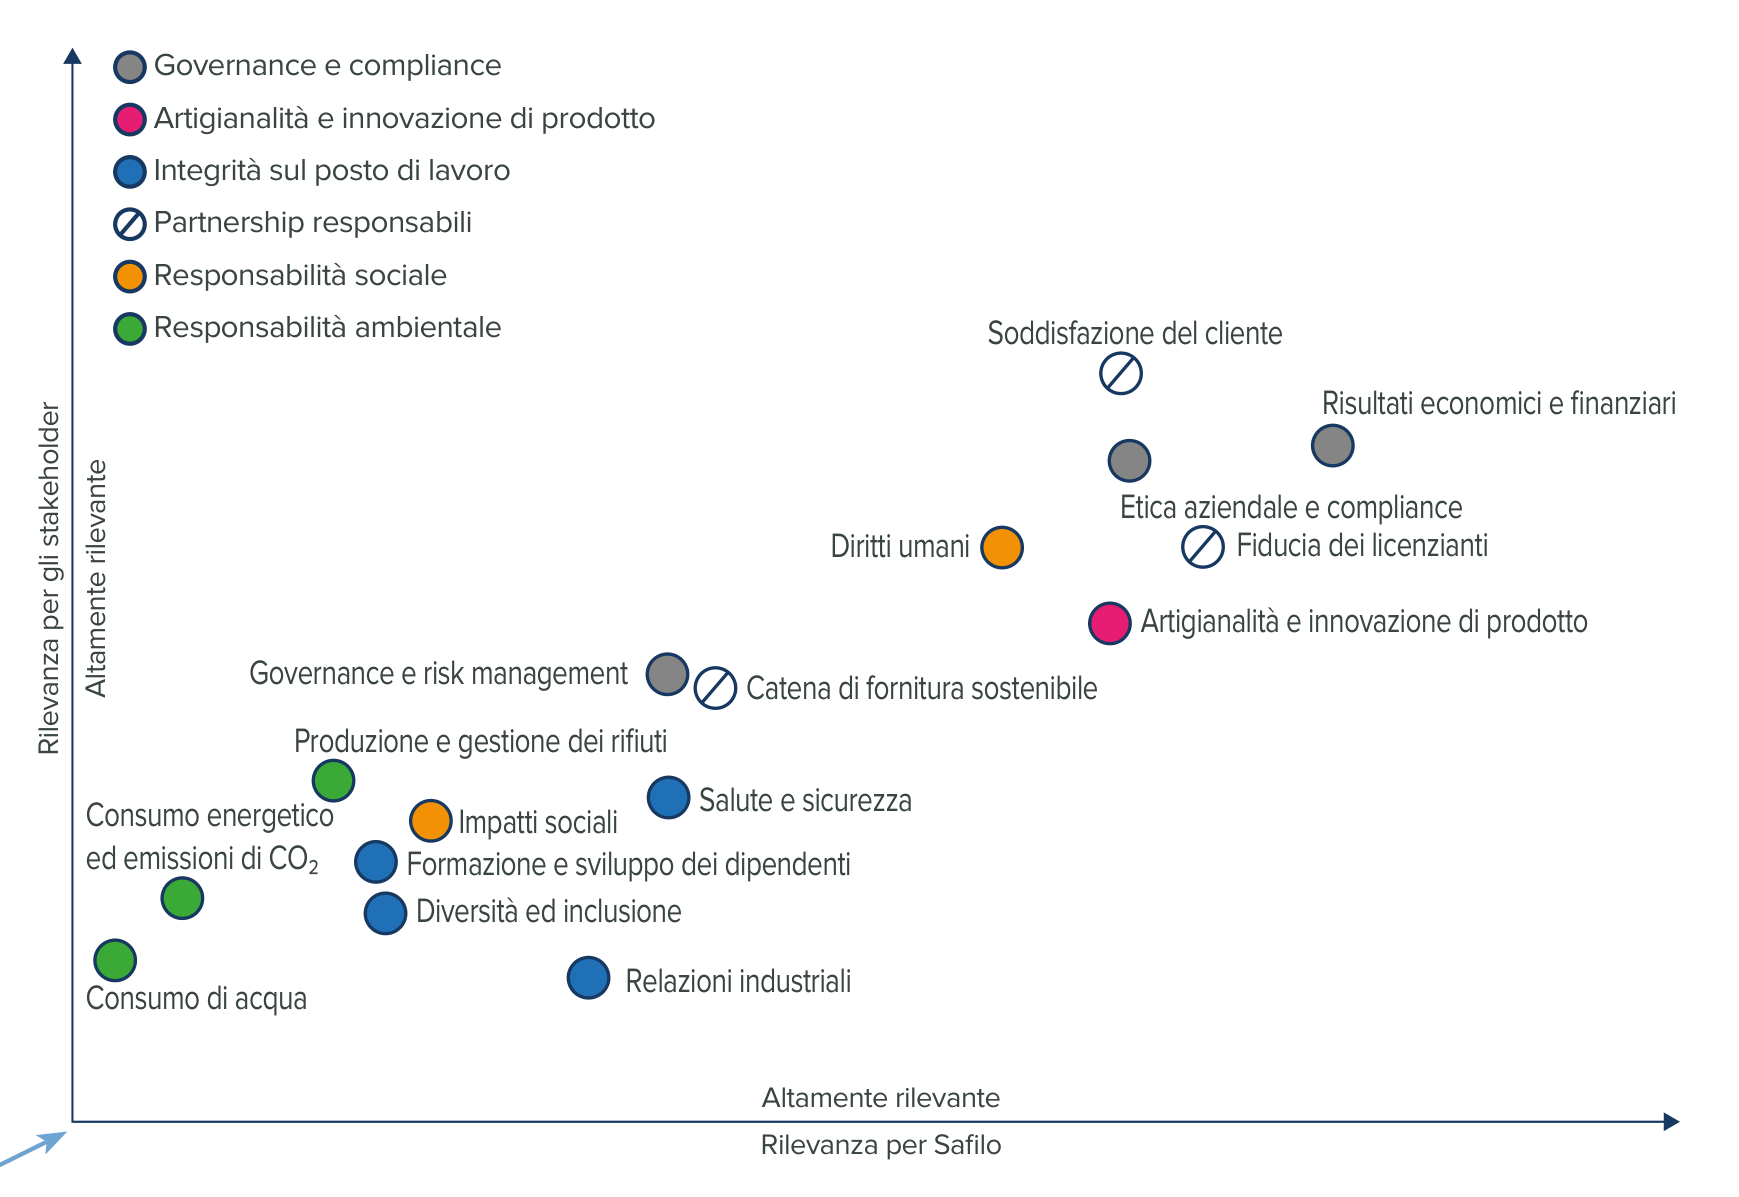 Governance e compliance
Artigianalità e innovazione di prodotto
Integrità sul posto di lavoro
Partnership responsabili
Responsabilità sociale
Responsabilità ambientale
Rilevanza per gli stakeholder
Altamente rilevante
Soddisfazione del cliente
Risultati economici e finanziari
Etica aziendale e compliance
Diritti umani
Fiducia dei licenzianti
Artigianalità e innovazione di prodotto
Governance e risk management
Catena di fornitura sostenibile
Produzione e gestione dei rifiuti
Salute e sicurezza
Consumo energetico
ed emissioni di CO₂
Impatti sociali
Formazione e sviluppo dei dipendenti
Diversità ed inclusione
Relazioni industriali
Consumo di acqua
Altamente rilevante
Rilevanza per Safilo